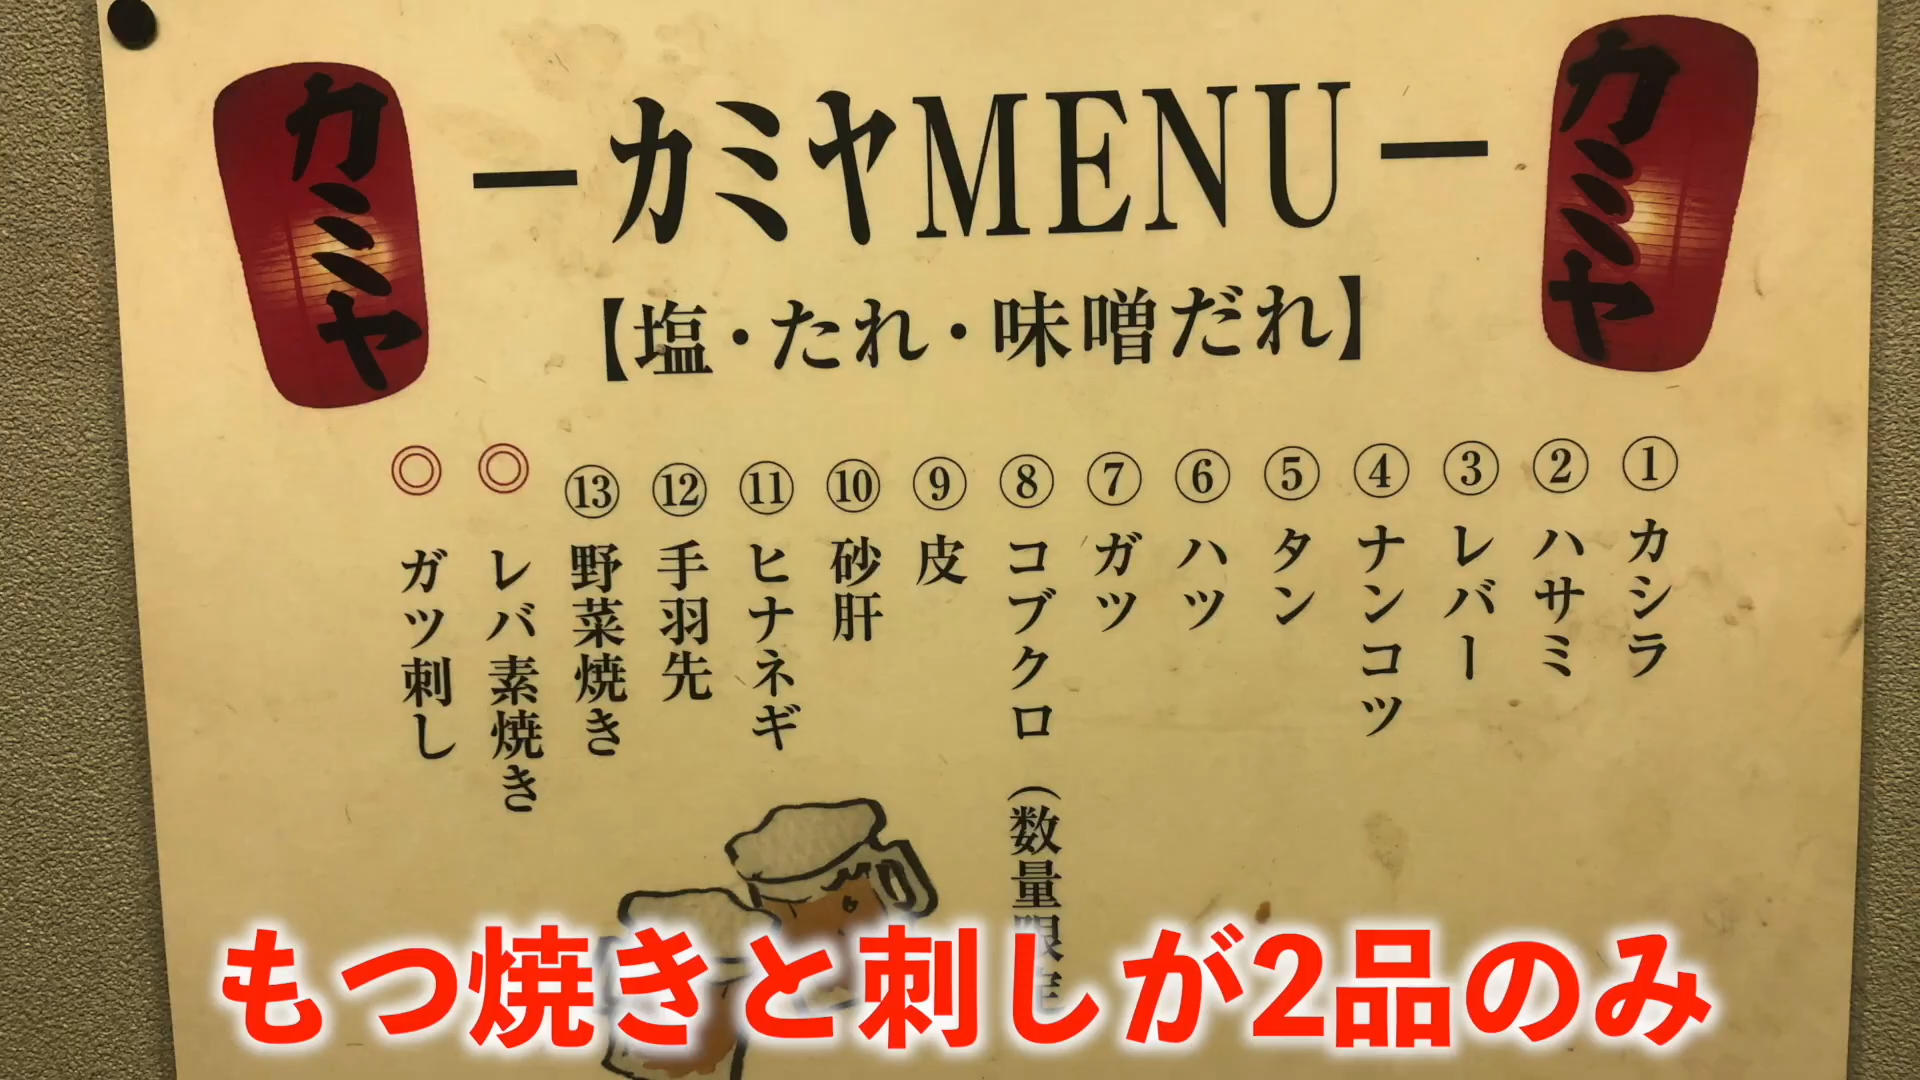 カミヤ
カミヤ
－カミヤMENU－
【塩・たれ・味噌だれ】
①カシラ
②ハサミ
③レバー
④ナンコツ
⑤タン
⑥ハツ
⑦ガツ
⑧コブクロ（数量限定
⑨皮
⑩砂肝
⑪ヒナネギ
⑫手羽先
⑬野菜焼き
◎レバ素焼き
◎ガツ刺し
もつ焼きと刺しが2品のみ